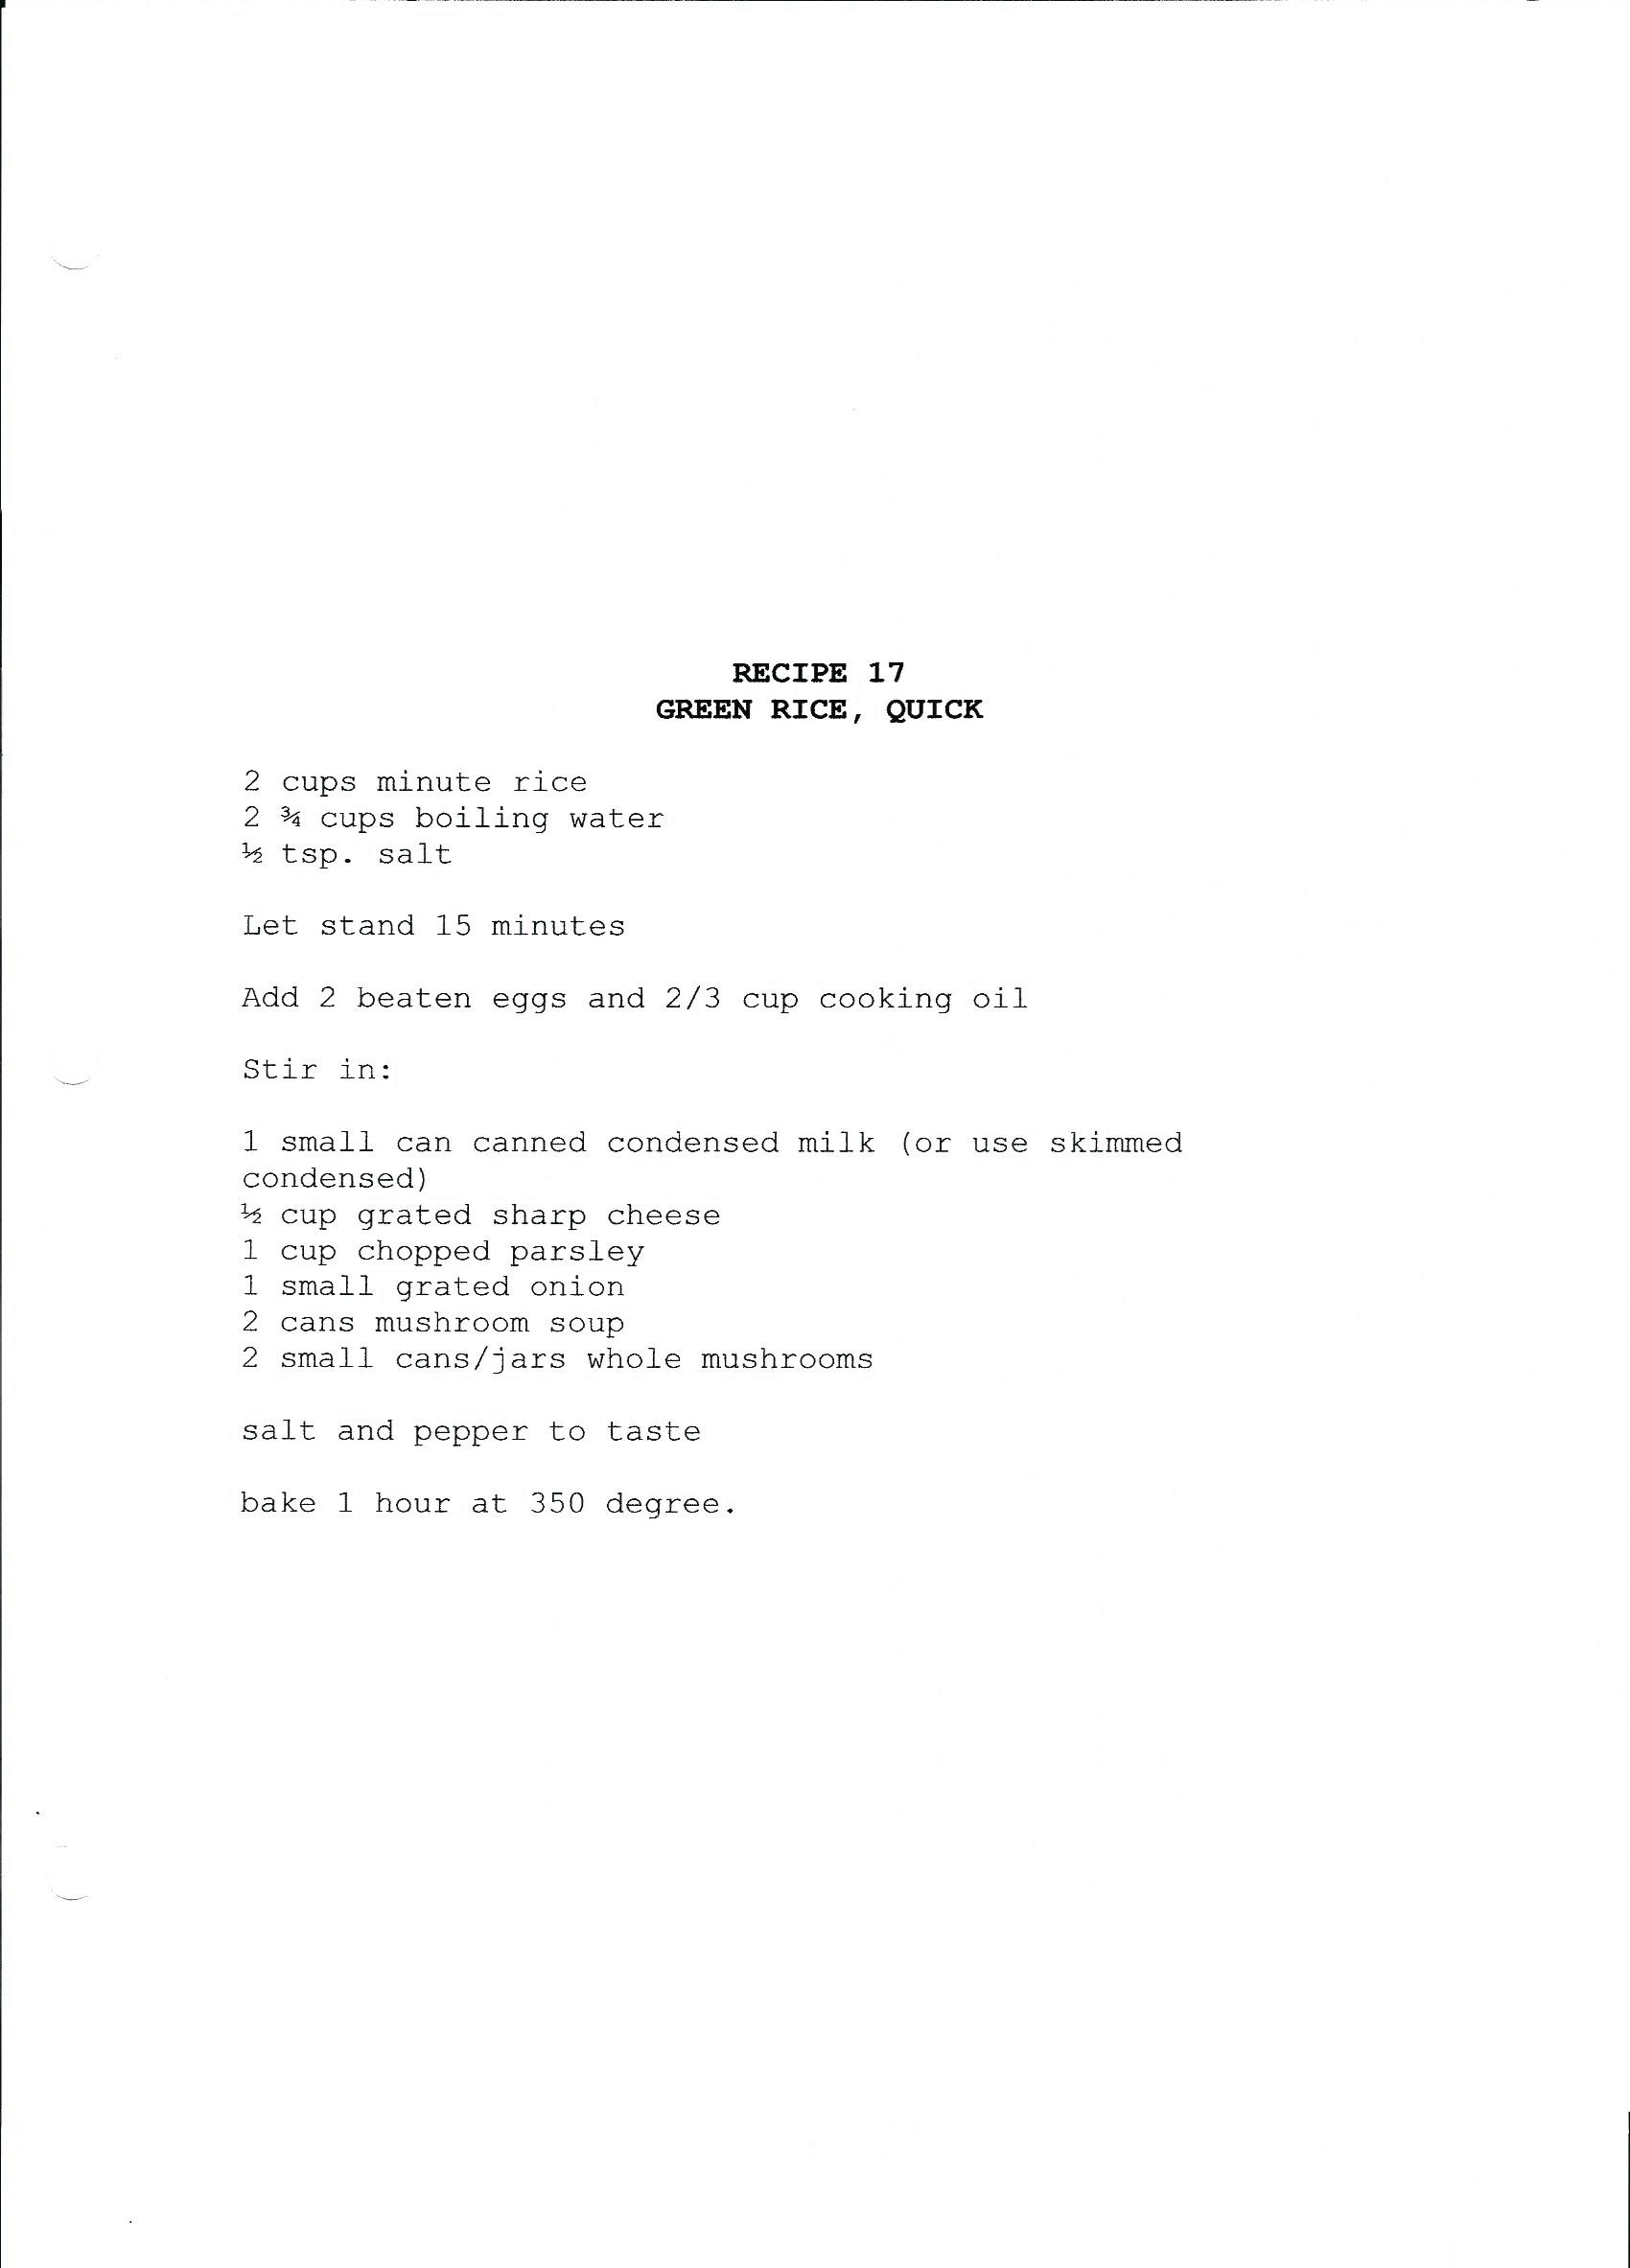 RECIPE 17
GREEN RICE, QUICK
2 cups minute rice
2 ¾ cups boiling water
½ tsp. salt
Let stand 15 minutes
Add 2 beaten eggs and 2/3 cup cooking oil
Stir in:
1 small can canned condensed milk (or use skimmed
condensed)
½ cup grated sharp cheese
1 cup chopped parsley
1 small grated onion
2 cans mushroom soup
2 small cans/jars whole mushrooms
salt and pepper to taste
bake 1 hour at 350 degree.